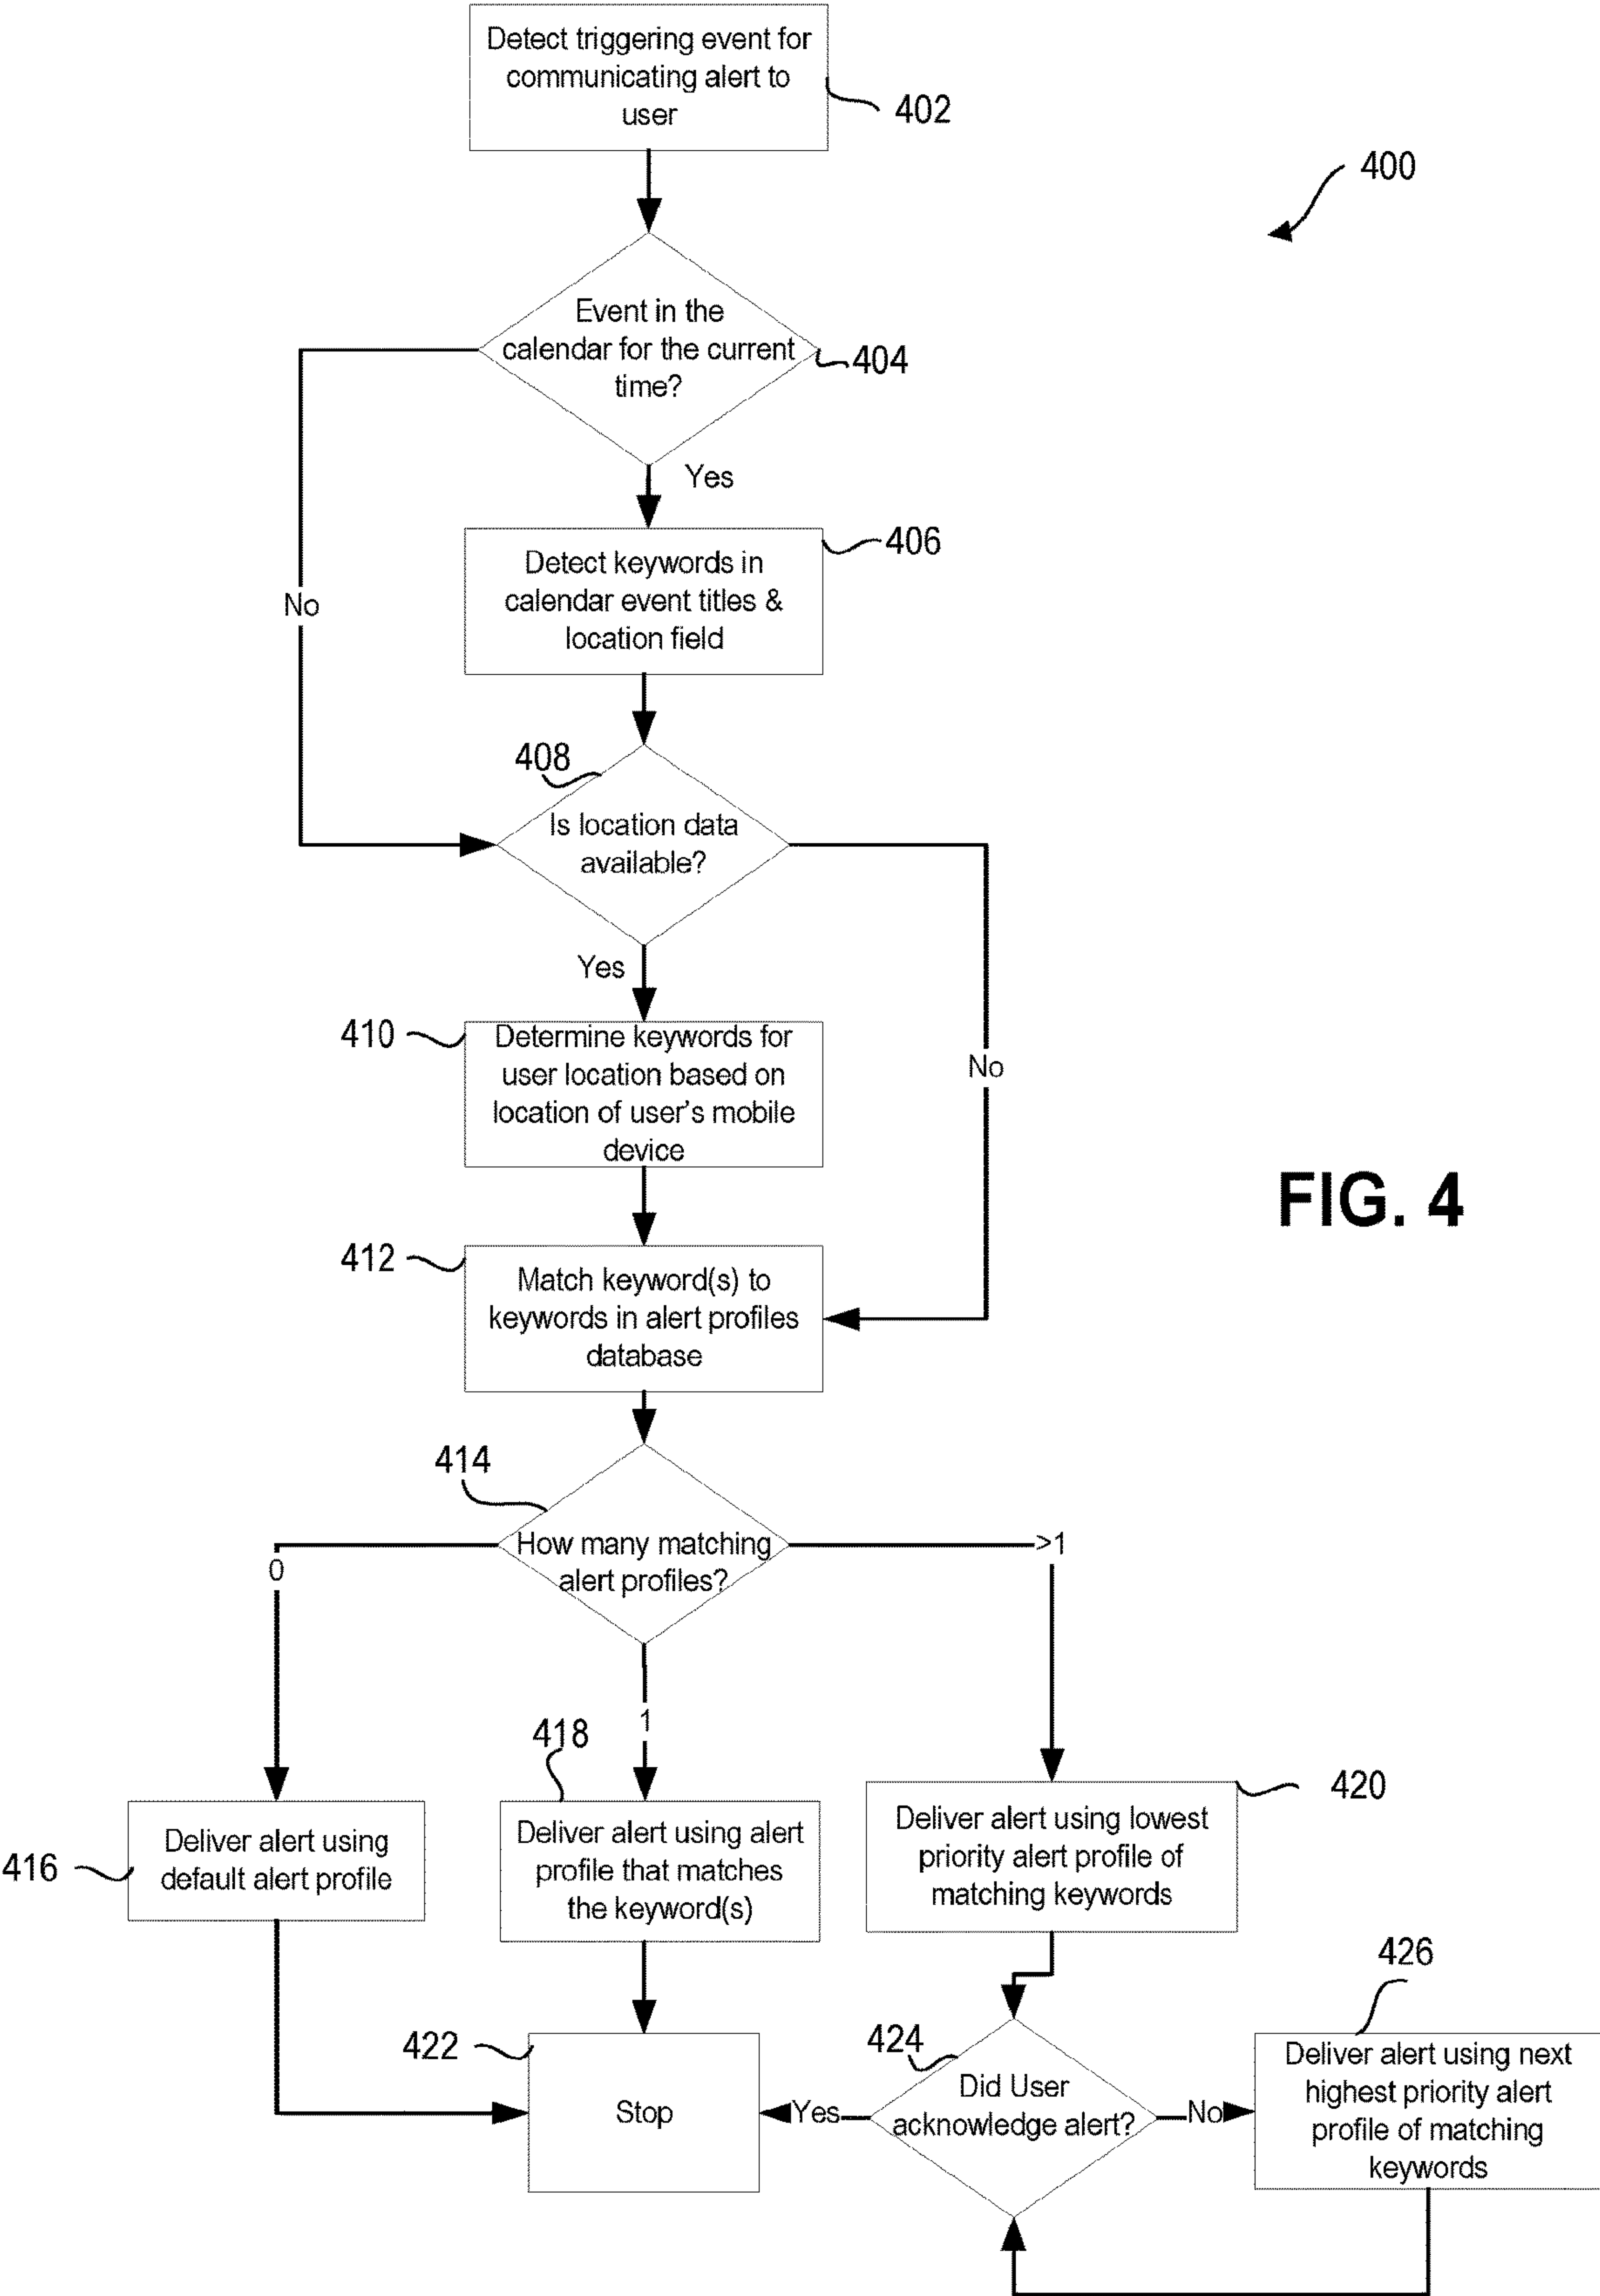 Detect triggering event for
communicating alert to
user
402
400
Event in the
calendar for the current
time?
404
Yes
No
406
Detect keywords in
calendar event titles &
location field
408
Is location data
available?
Yes
No
410
Determine keywords for
user location based on
location of user's mobile
device
FIG. 4
412
Match keyword(s) to
keywords in alert profiles
database
414
How many matching
alert profiles?
0
1
>1
416
Deliver alert using
default alert profile
418
Deliver alert using alert
profile that matches
the keyword(s)
420
Deliver alert using lowest
priority alert profile of
matching keywords
422
Stop
424
Did User
acknowledge alert?
Yes
No
426
Deliver alert using next
highest priority alert
profile of matching
keywords